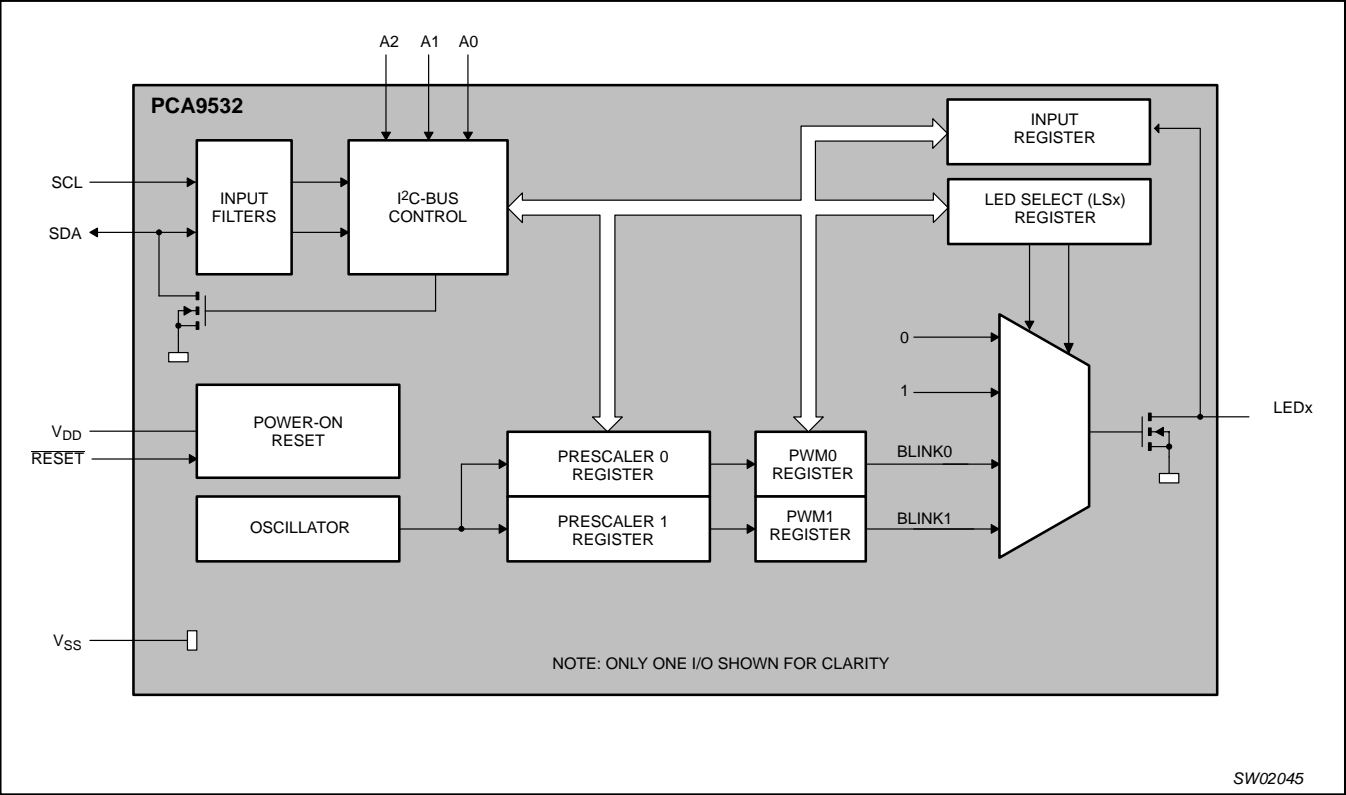 A2 A1 A0
PCA9532
INPUT
REGISTER
SCL
INPUT
FILTERS
I²C-BUS
CONTROL
LED SELECT (LSx)
REGISTER
SDA
0
1
LEDx
POWER-ON
RESET
VDD
RESET
PRESCALER 0
REGISTER
PWM0
REGISTER
BLINK0
OSCILLATOR
PRESCALER 1
REGISTER
PWM1
REGISTER
BLINK1
VSS
NOTE: ONLY ONE I/O SHOWN FOR CLARITY
SW02045